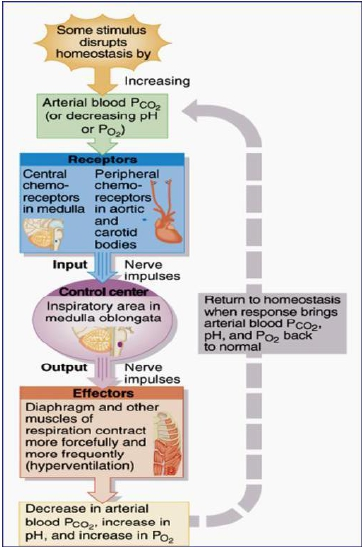 Some stimulus
disrupts
homeostasis by
Increasing
Arterial blood PCO2
(or decreasing pH
or PO2)
Receptors
Central
chemo-
receptors
in medulla
Peripheral
chemo-
receptors
in aortic
and
carotid
bodies
Input
Nerve
impulses
Control center
Inspiratory area in
medulla oblongata
Output
Nerve
impulses
Effectors
Diaphragm and other
muscles of
respiration contract
more forcefully and
more frequently
(hyperventilation)
Decrease in arterial
blood PCO2, increase in
pH, and increase in PO2
Return to homeostasis
when response brings
arterial blood PCO2,
pH, and PO2 back
to normal